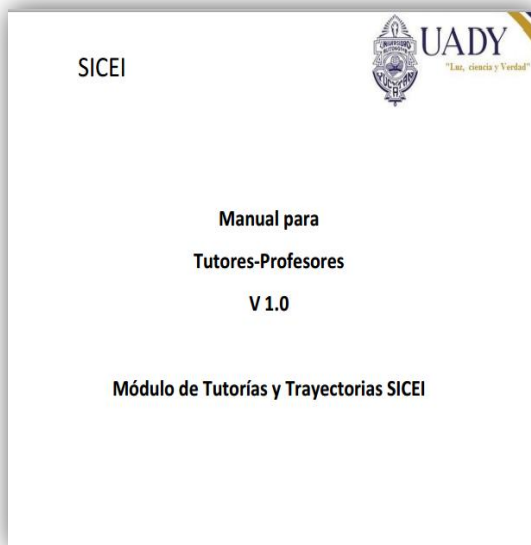 SICEI
UADY
"Luz, ciencia y Verdad"
Manual para
Tutores-Profesores
V 1.0
Módulo de Tutorías y Trayectorias SICEI